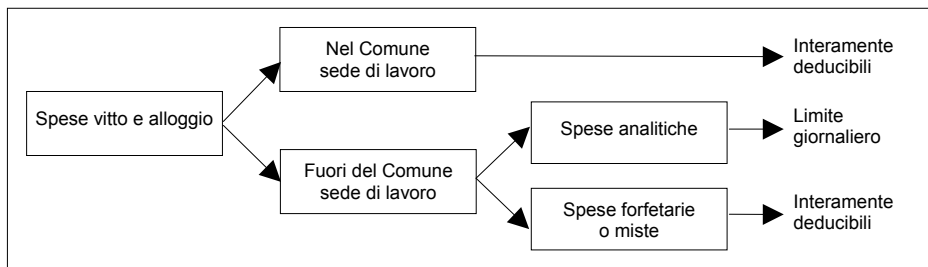 Spese vitto e alloggio
Nel Comune
sede di lavoro
Interamente
deducibili
Fuori del Comune
sede di lavoro
Spese analitiche
Limite
giornaliero
Spese forfetarie
o miste
Interamente
deducibili